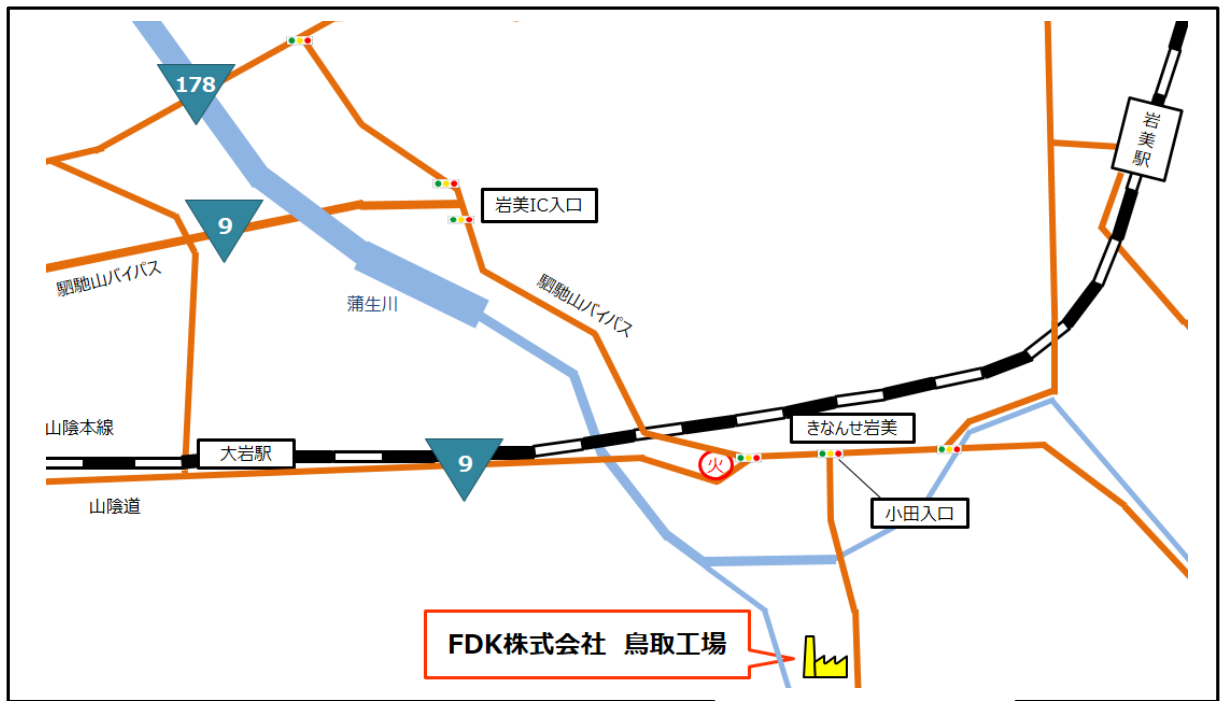 178
岩美駅
9
岩美IC入口
駟馳山バイパス
蒲生川
駟馳山バイパス
山陰本線
大岩駅
9
きなんせ岩美
火
山陰道
小田入口
FDK株式会社 鳥取工場